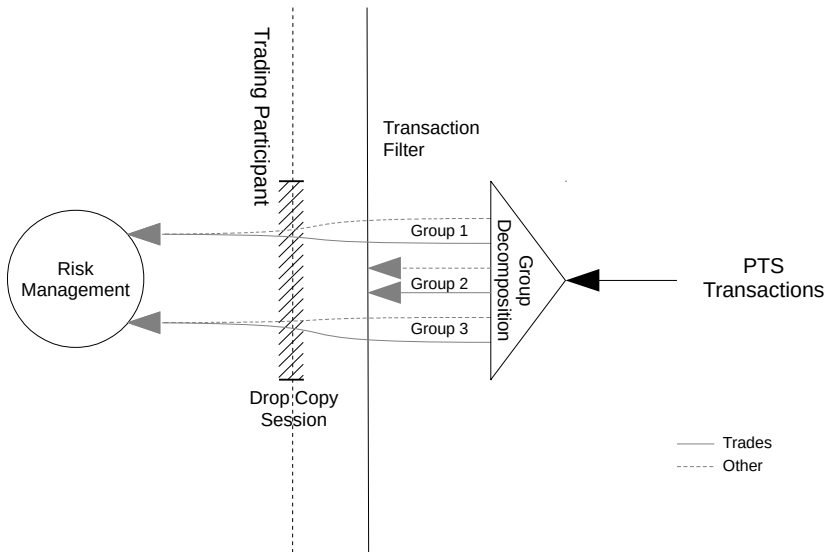 Trading Participant
Transaction
Filter
Group 1
Group 2
Group 3
Group
Decomposition
Risk
Management
PTS
Transactions
Drop Copy
Session
Trades
Other